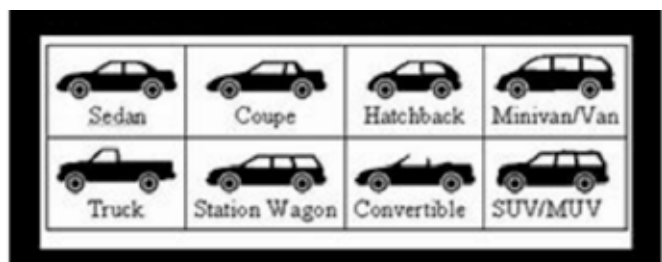 Sedan
Coupe
Hatchback
Minivan/Van
Truck
Station Wagon
Convertible
SUV/MUV